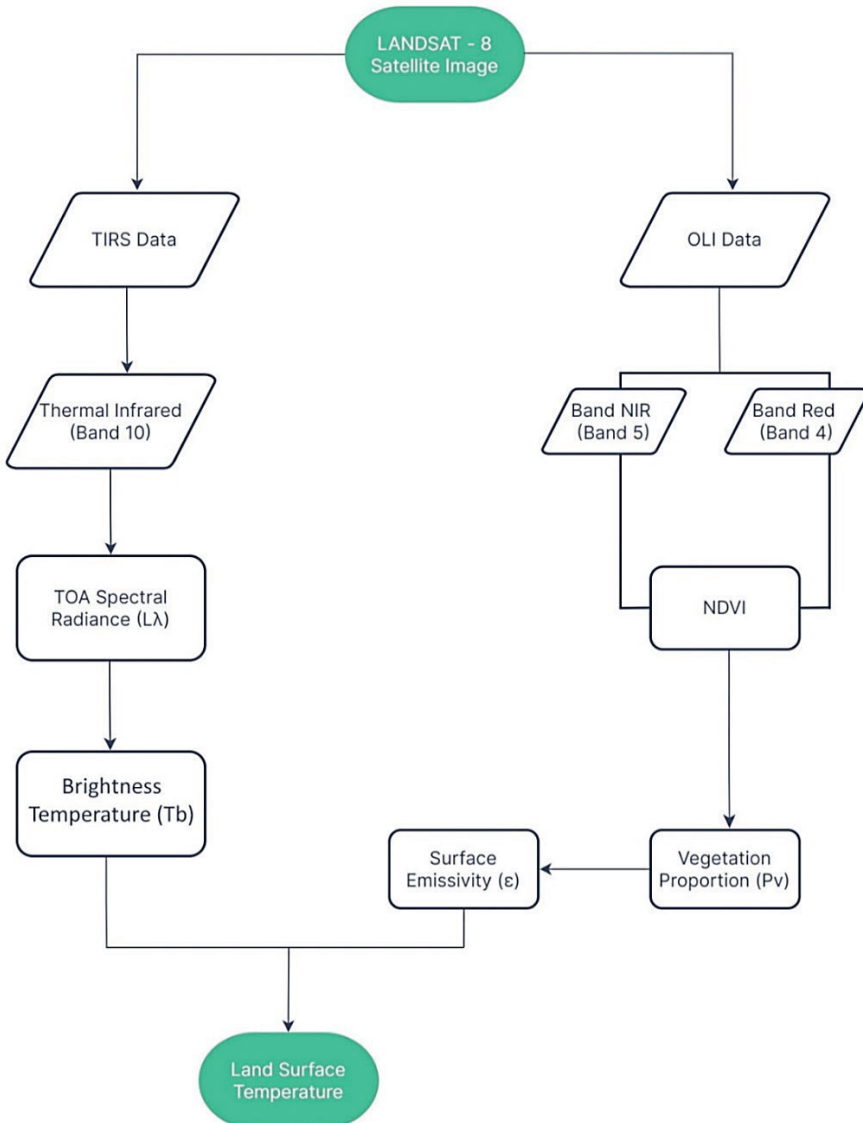 LANDSAT - 8
Satellite Image
TIRS Data
OLI Data
Thermal Infrared
(Band 10)
Band NIR
(Band 5)
Band Red
(Band 4)
TOA Spectral
Radiance (Lλ)
NDVI
Brightness
Temperature (Tb)
Surface
Emissivity (ε)
Vegetation
Proportion (Pv)
Land Surface
Temperature